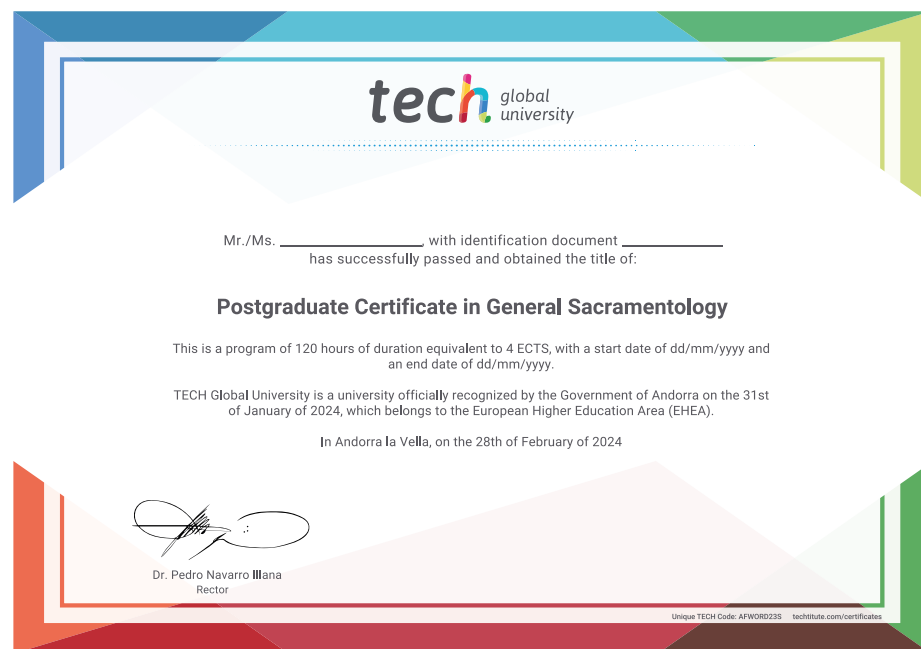 tech global
university
Mr./Ms. ____________________, with identification document ______________
has successfully passed and obtained the title of:
Postgraduate Certificate in General Sacramentology
This is a program of 120 hours of duration equivalent to 4 ECTS, with a start date of dd/mm/yyyy and
an end date of dd/mm/yyyy.
TECH Global University is a university officially recognized by the Government of Andorra on the 31st
of January of 2024, which belongs to the European Higher Education Area (EHEA).
In Andorra la Vella, on the 28th of February of 2024
Dr. Pedro Navarro Illana
Rector
Unique TECH Code: AFWORD23S techtitute.com/certificates